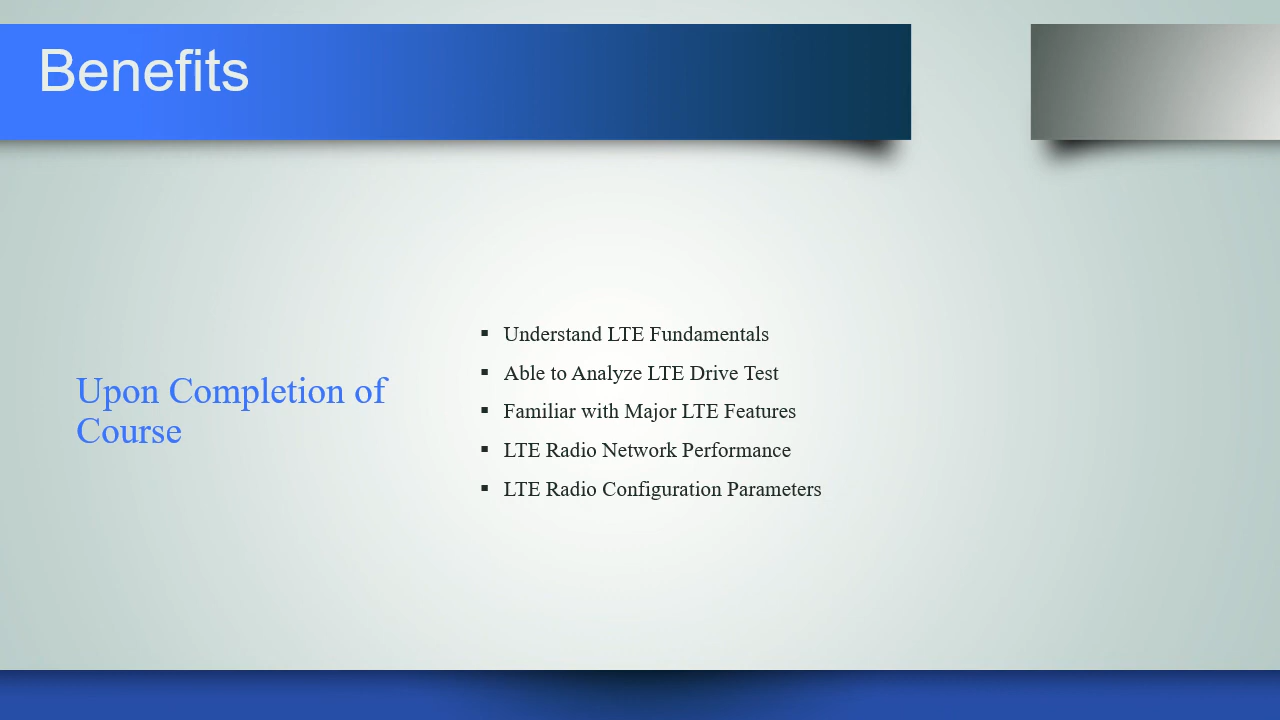 Benefits
Upon Completion of
Course
▪ Understand LTE Fundamentals
▪ Able to Analyze LTE Drive Test
▪ Familiar with Major LTE Features
▪ LTE Radio Network Performance
▪ LTE Radio Configuration Parameters